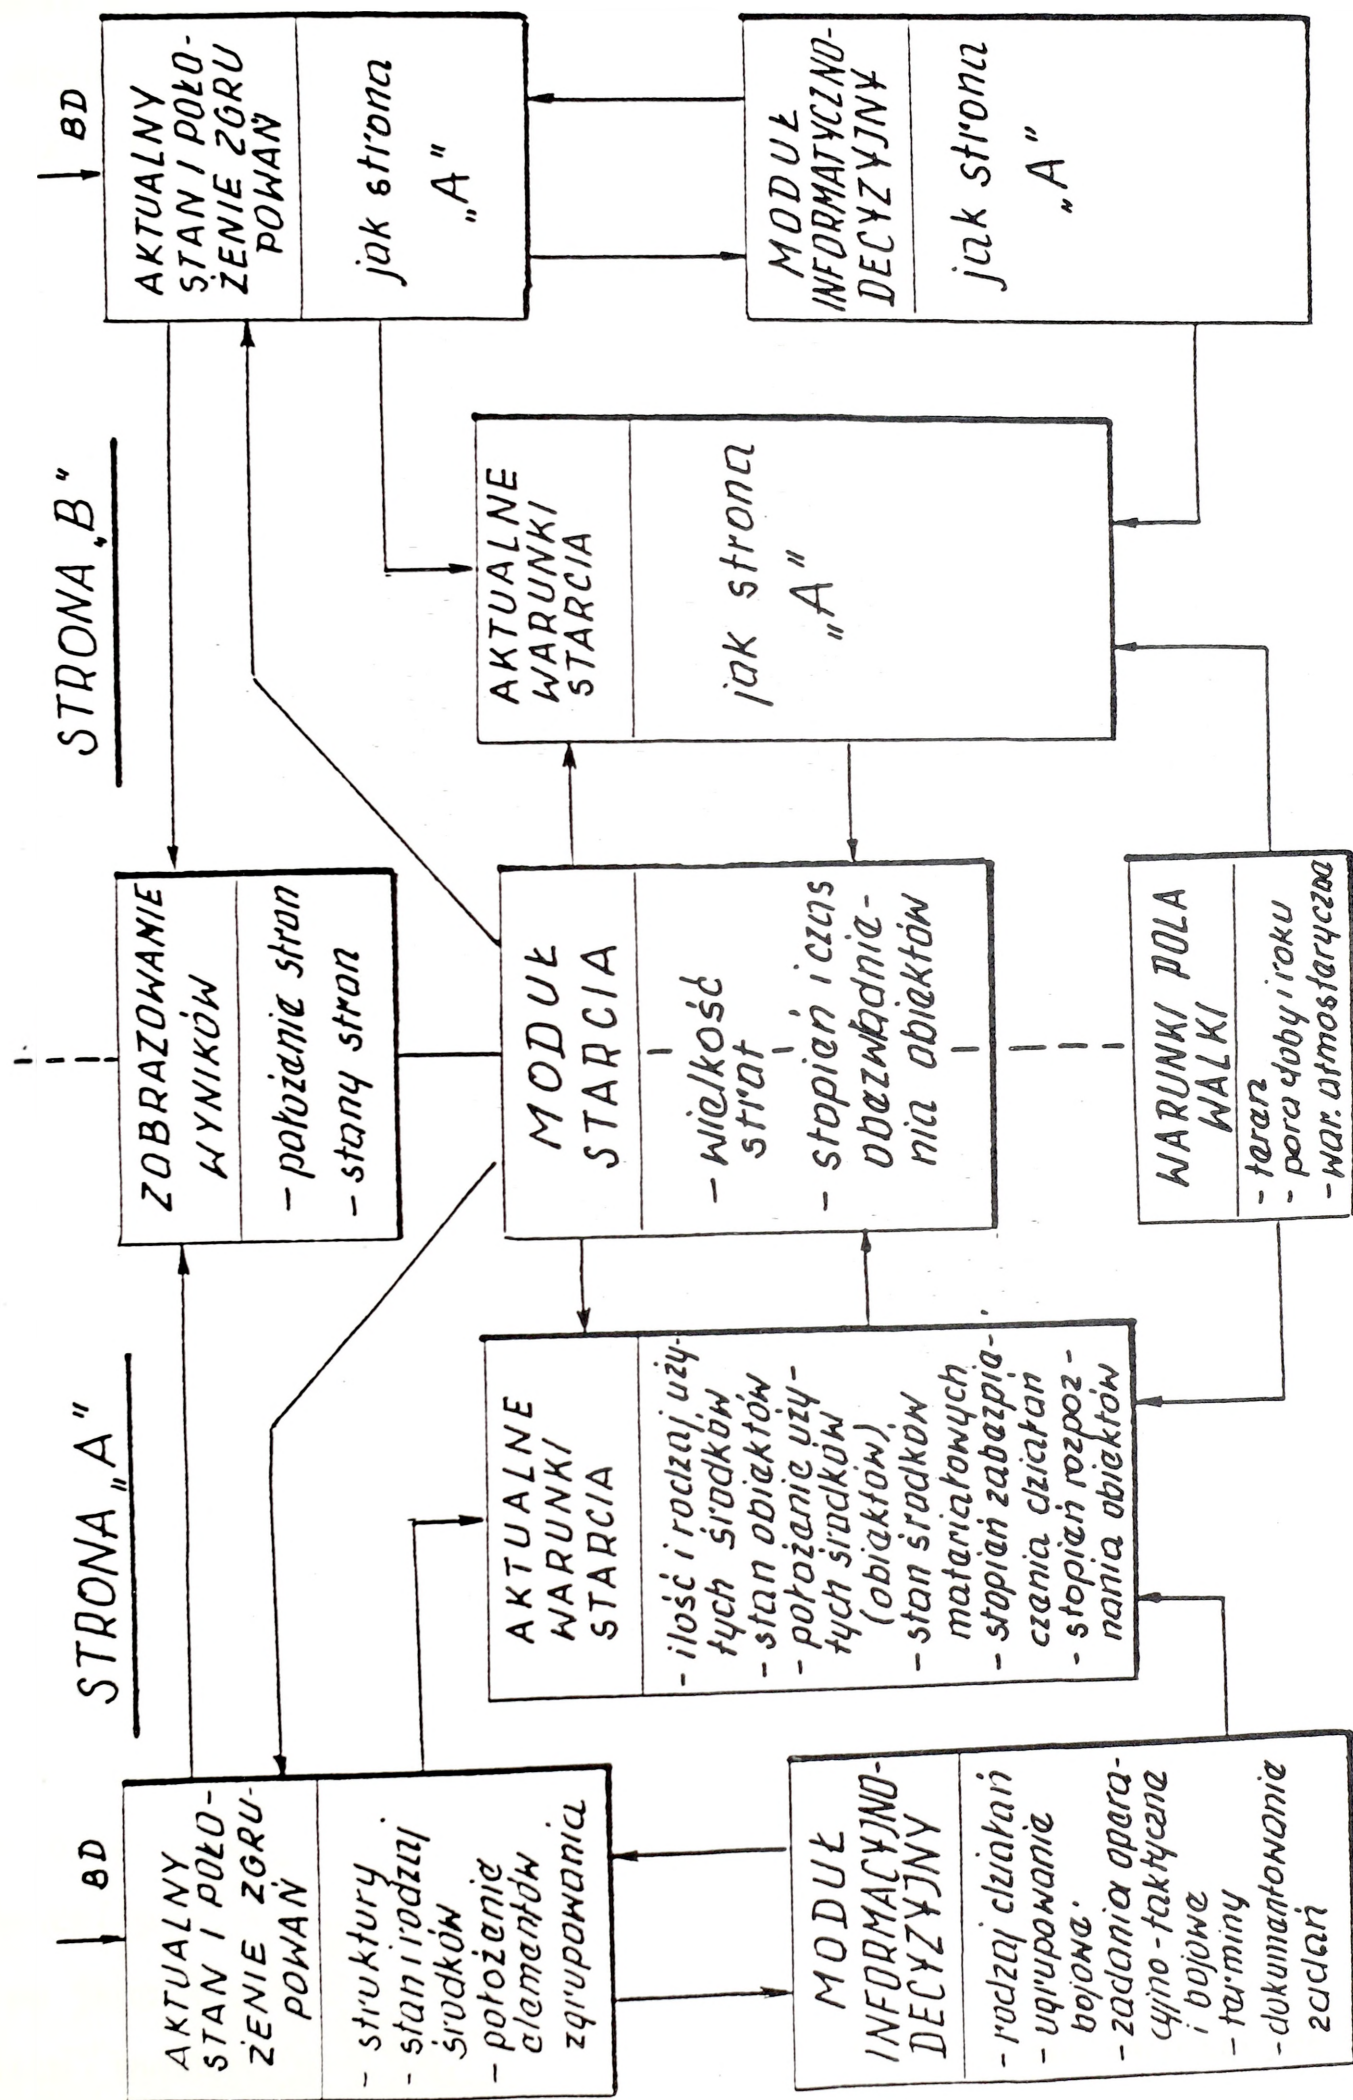 STRONA „A”
STRONA „B“
BD
AKTUALNY
STAN I POŁO-
ŻENIE ZGRU-
POWAŃ
- struktury
- stan i rodzaj
środków
- położenie
elementów
zgrupowania
MODUŁ
INFORMACYJNO-
DECYZYJNY
- rodzaj działań
- ugrupowanie
bojowe
- zadania opera-
cyjno-taktyczne
i bojowe
- terminy
- dokumentowanie
zadań
AKTUALNE
WARUNKI
STARCIA
- ilość i rodzaj uży-
tych środków
- stan obiektów
- położenie uży-
tych środków
(obiektów)
- stan środków
materiałowych
- stopień zabezpie-
czenia działań
- stopień rozpoz-
nania obiektów
ZOBRAZOWANIE
WYNIKÓW
- położenie stron
- stany stron
MODUŁ
STARCIA
- wielkość
strat
- stopień i czas
obezwładnie-
nia obiektów
WARUNKI POLA
WALKI
- teren
- pora doby i roku
- war. atmosferyczne
AKTUALNE
WARUNKI
STARCIA
jak strona
„A”
BD
AKTUALNY
STAN I POŁO-
ŻENIE ZGRU
POWAŃ
jak strona
„A”
MODUŁ
INFORMATYCZNO-
DECYZYJNY
jak strona
„A”